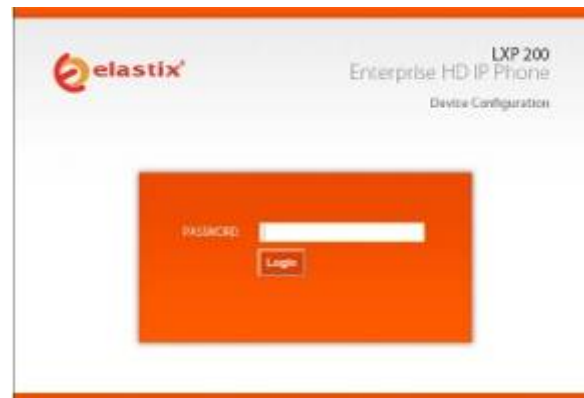 elastix®
LXP 200
Enterprise HD IP Phone
Device Configuration
PASSWORD
Login